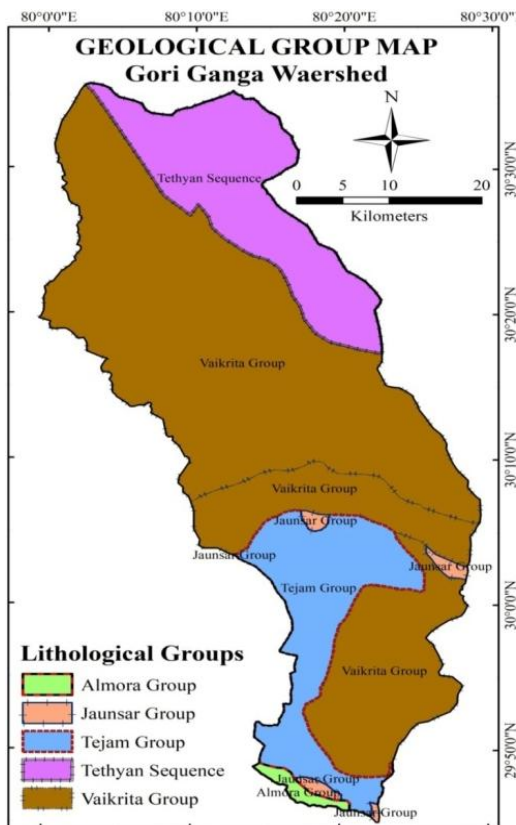 80°0'0"E 80°10'0"E 80°20'0"E 80°30'0"E
GEOLOGICAL GROUP MAP
Gori Ganga Waershed
N
0 5 10 20
Kilometers
30°30'0"N
Tethyan Sequence
30°20'0"N
Vaikrita Group
30°10'0"N
Vaikrita Group
Jaunsar Group
Jaunsar Group
Jaunsar Group
Tejam Group
30°0'0"N
Vaikrita Group
29°50'0"N
Jaunsar Group
Almora Group
Jaunsar Group
Lithological Groups
Almora Group
Jaunsar Group
Tejam Group
Tethyan Sequence
Vaikrita Group